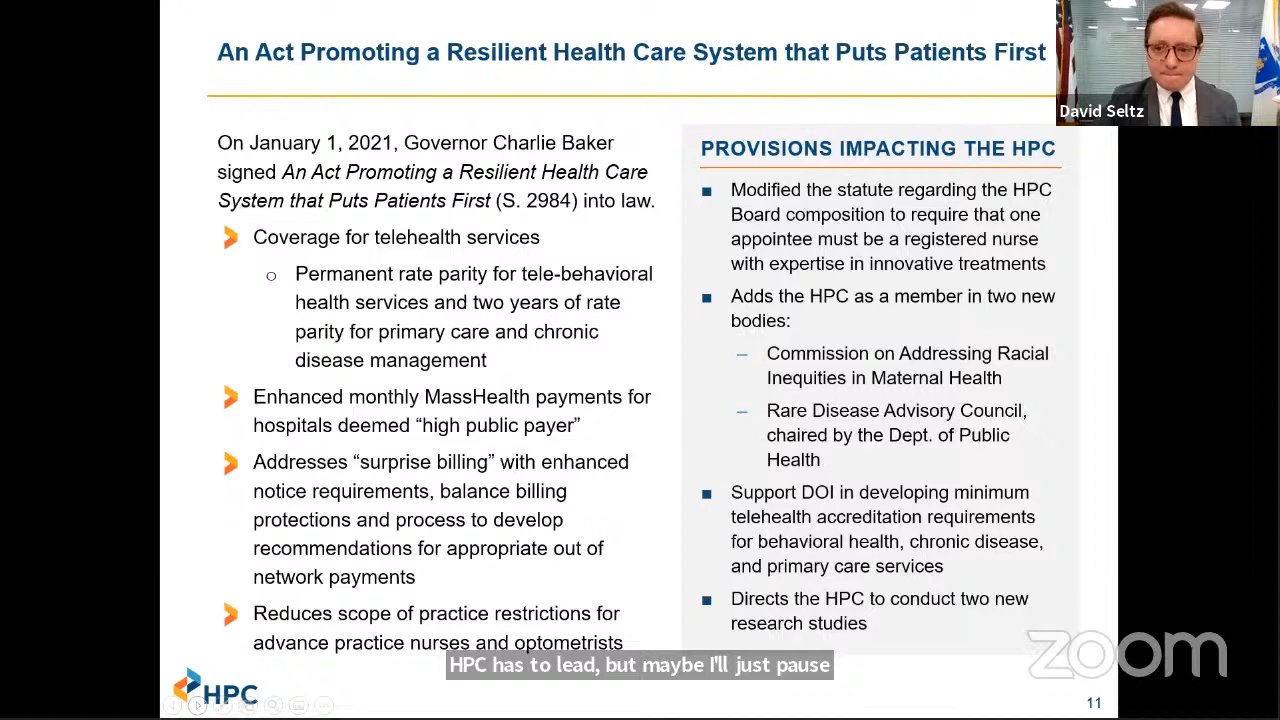 An Act Promoting a Resilient Health Care System that Puts Patients First
David Seltz
On January 1, 2021, Governor Charlie Baker
signed An Act Promoting a Resilient Health Care
System that Puts Patients First (S. 2984) into law.
Coverage for telehealth services
Permanent rate parity for tele-behavioral
health services and two years of rate
parity for primary care and chronic
disease management
Enhanced monthly MassHealth payments for
hospitals deemed “high public payer”
Addresses “surprise billing” with enhanced
notice requirements, balance billing
protections and process to develop
recommendations for appropriate out of
network payments
Reduces scope of practice restrictions for
advance practice nurses and optometrists
PROVISIONS IMPACTING THE HPC
Modified the statute regarding the HPC
Board composition to require that one
appointee must be a registered nurse
with expertise in innovative treatments
Adds the HPC as a member in two new
bodies:
Commission on Addressing Racial
Inequities in Maternal Health
Rare Disease Advisory Council,
chaired by the Dept. of Public
Health
Support DOI in developing minimum
telehealth accreditation requirements
for behavioral health, chronic disease,
and primary care services
Directs the HPC to conduct two new
research studies
HPC has to lead, but maybe I'll just pause
zoom
HPC
11